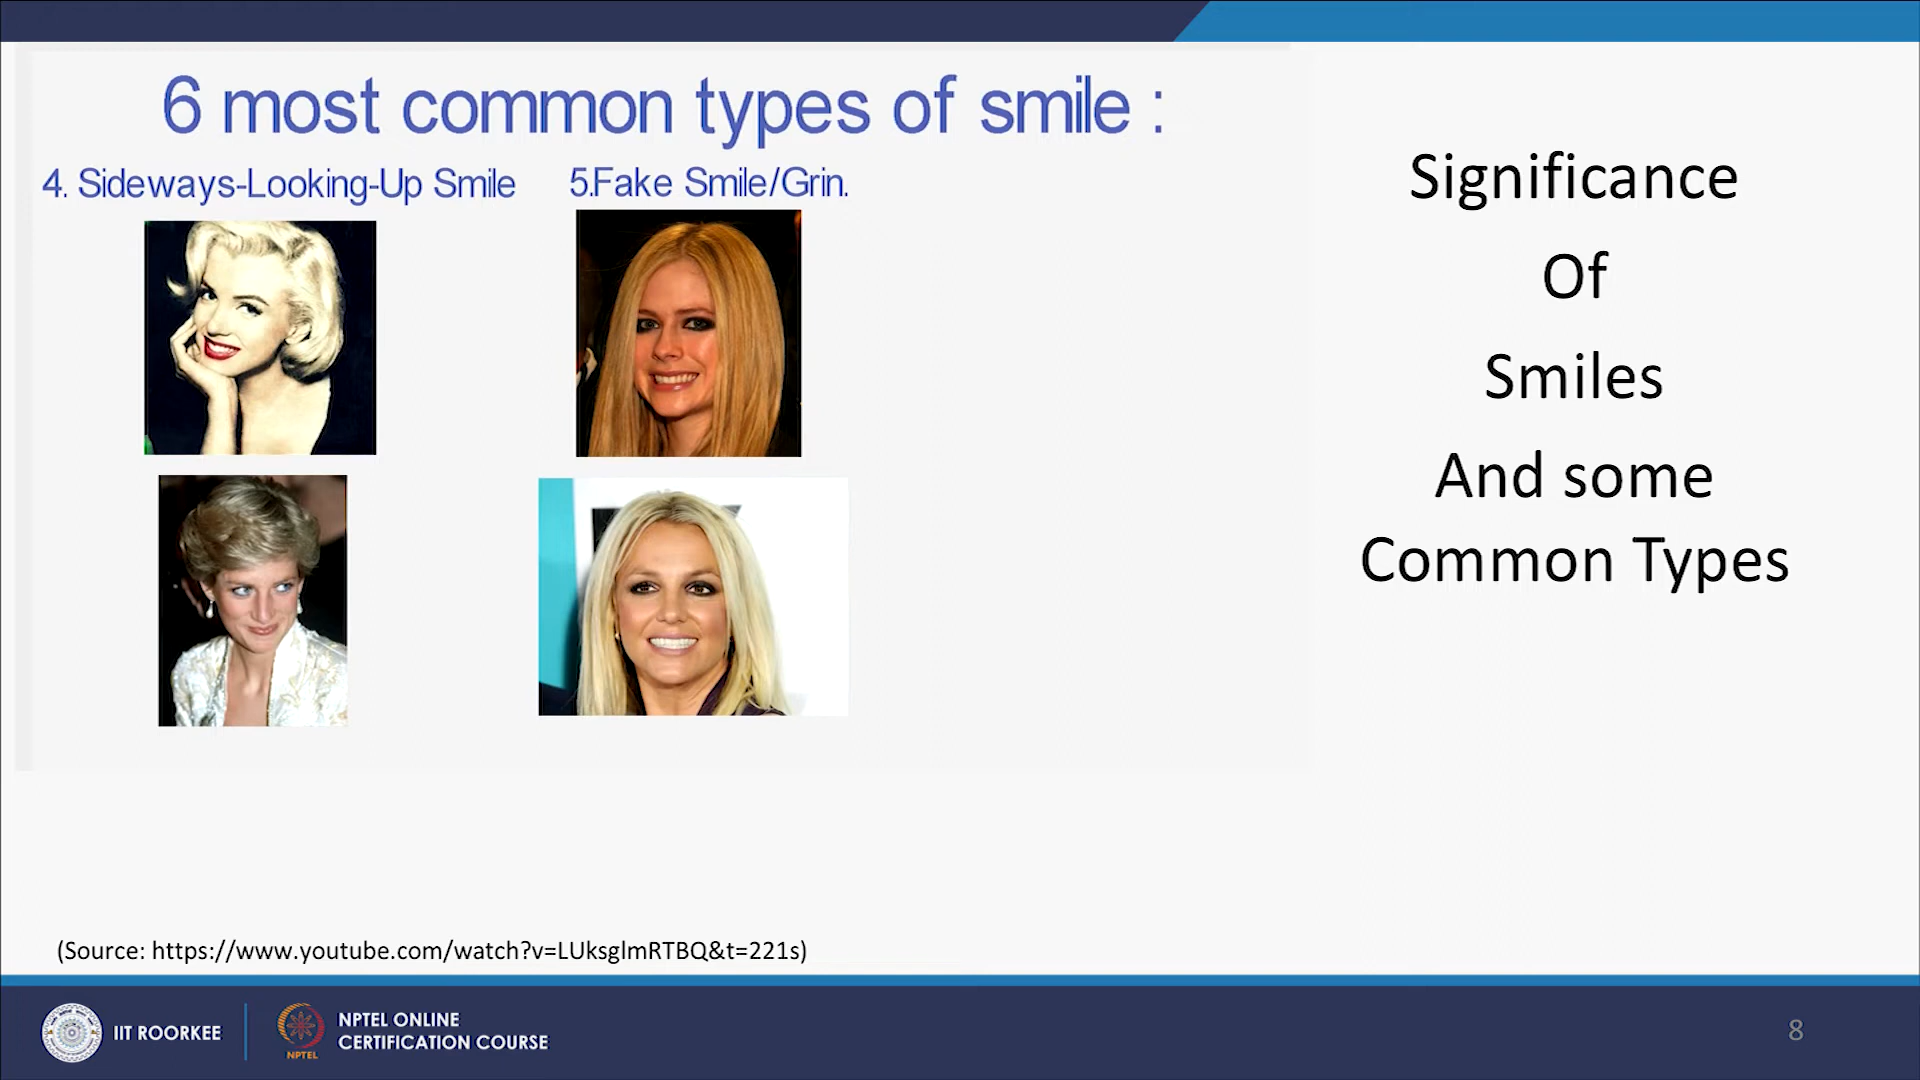 6 most common types of smile :
4. Sideways-Looking-Up Smile
5.Fake Smile/Grin.
Significance
Of
Smiles
And some
Common Types
(Source: https://www.youtube.com/watch?v=LUksglmRTBQ&t=221s)
IIT ROORKEE
NPTEL
NPTEL ONLINE
CERTIFICATION COURSE
8